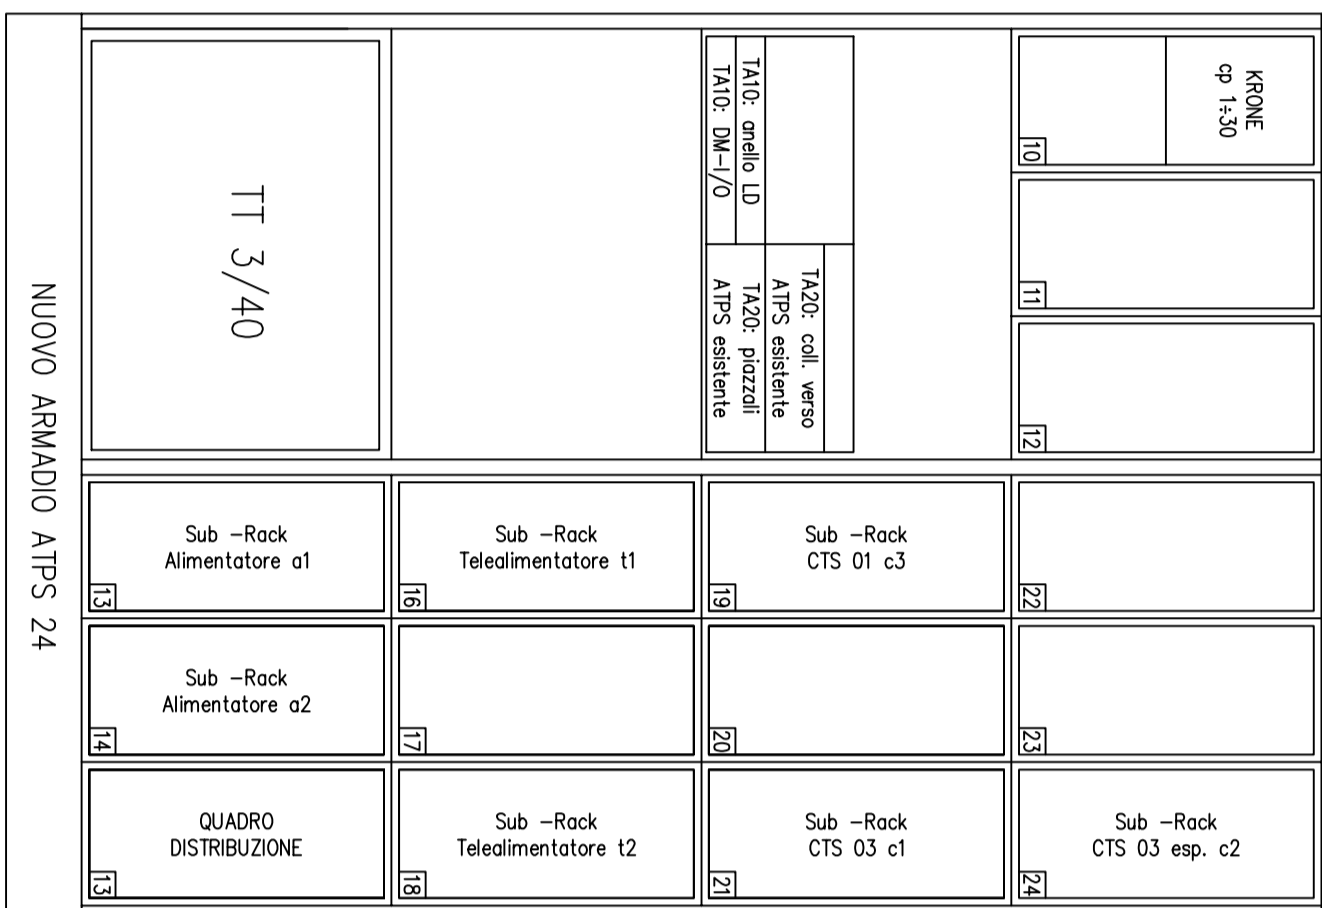 NUOVO ARMADIO ATPS 24
TT 3/40
TA10: anello LD
TA10: DM-I/O
TA20: coll. verso
ATPS esistente
TA20: piazzali
ATPS esistente
KRONE
cp 1÷30
10
11
12
Sub -Rack
Alimentatore a1
13
Sub -Rack
Telealimentatore t1
16
Sub -Rack
CTS 01 c3
19
22
Sub -Rack
Alimentatore a2
14
17
20
23
QUADRO
DISTRIBUZIONE
13
Sub -Rack
Telealimentatore t2
18
Sub -Rack
CTS 03 c1
21
Sub -Rack
CTS 03 esp. c2
24